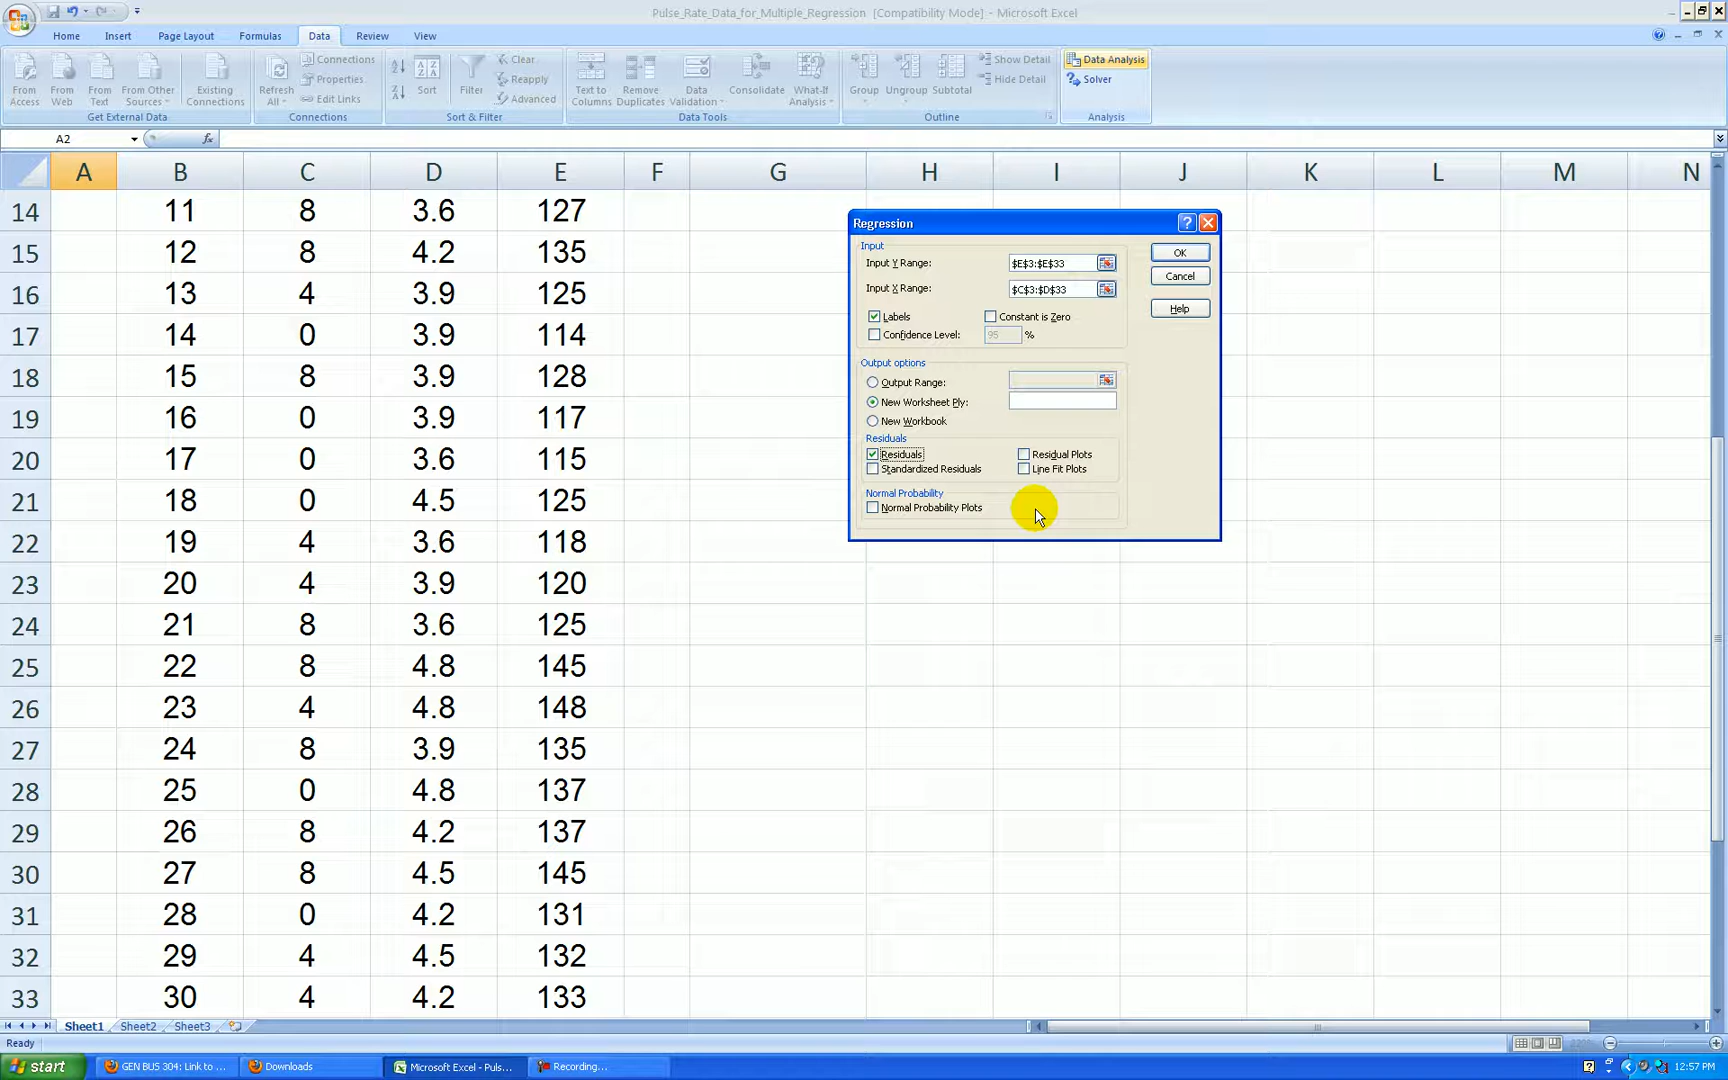 Pulse_Rate_Data_for_Multiple_Regression [Compatibility Mode] - Microsoft Excel
Home Insert Page Layout Formulas Data Review View
From Access
From Web
From Text
From Other Sources
Existing Connections
Get External Data
Refresh All
Connections
Properties
Edit Links
Connections
Sort
Filter
Clear
Reapply
Advanced
Sort & Filter
Text to Columns
Remove Duplicates
Data Validation
Consolidate
What-If Analysis
Data Tools
Group
Ungroup
Subtotal
Show Detail
Hide Detail
Outline
Data Analysis
Solver
Analysis
A2 fx
A B C D E F G H I J K L M N
14 11 8 3.6 127
15 12 8 4.2 135
16 13 4 3.9 125
17 14 0 3.9 114
18 15 8 3.9 128
19 16 0 3.9 117
20 17 0 3.6 115
21 18 0 4.5 125
22 19 4 3.6 118
23 20 4 3.9 120
24 21 8 3.6 125
25 22 8 4.8 145
26 23 4 4.8 148
27 24 8 3.9 135
28 25 0 4.8 137
29 26 8 4.2 137
30 27 8 4.5 145
31 28 0 4.2 131
32 29 4 4.5 132
33 30 4 4.2 133
Regression
Input
Input Y Range: $E$3:$E$33
Input X Range: $C$3:$D$33
Labels Constant is Zero
Confidence Level: 95 %
OK
Cancel
Help
Output options
Output Range:
New Worksheet Ply:
New Workbook
Residuals
Residuals Residual Plots
Standardized Residuals Line Fit Plots
Normal Probability
Normal Probability Plots
Sheet1 Sheet2 Sheet3
Ready
start GEN BUS 304: Link to ... Downloads Microsoft Excel - Puls... Recording... 12:57 PM